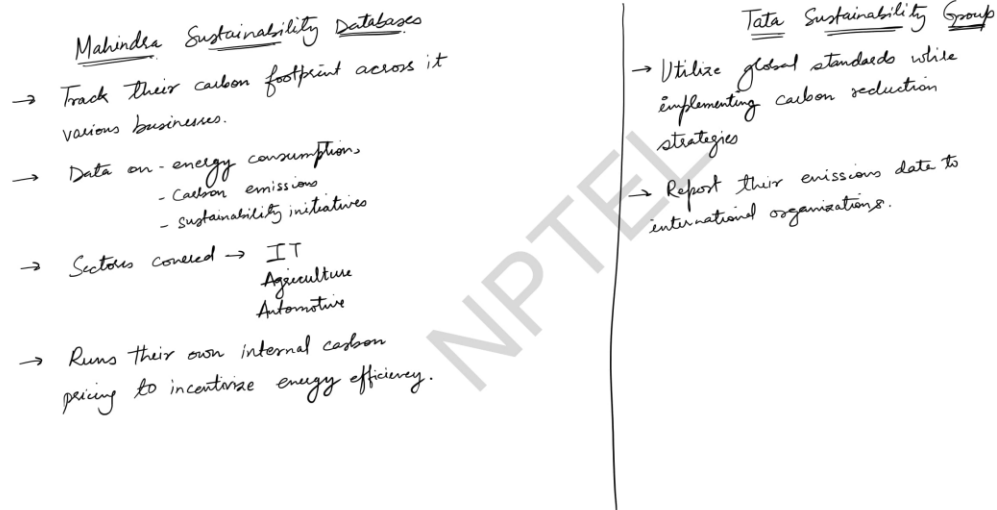 Mahindra Sustainability Databases
→ Track their carbon footprint across it
various businesses.
→ Data on - energy consumption,
- Carbon emissions
- sustainability initiatives
→ Sectors covered → IT
Agriculture
Automotive
→ Runs their own internal carbon
pricing to incentivize energy efficiency.
Tata Sustainability Group
→ Utilize global standards while
implementing carbon reduction
strategies
→ Report their emissions date to
international organizations.
NPTEL